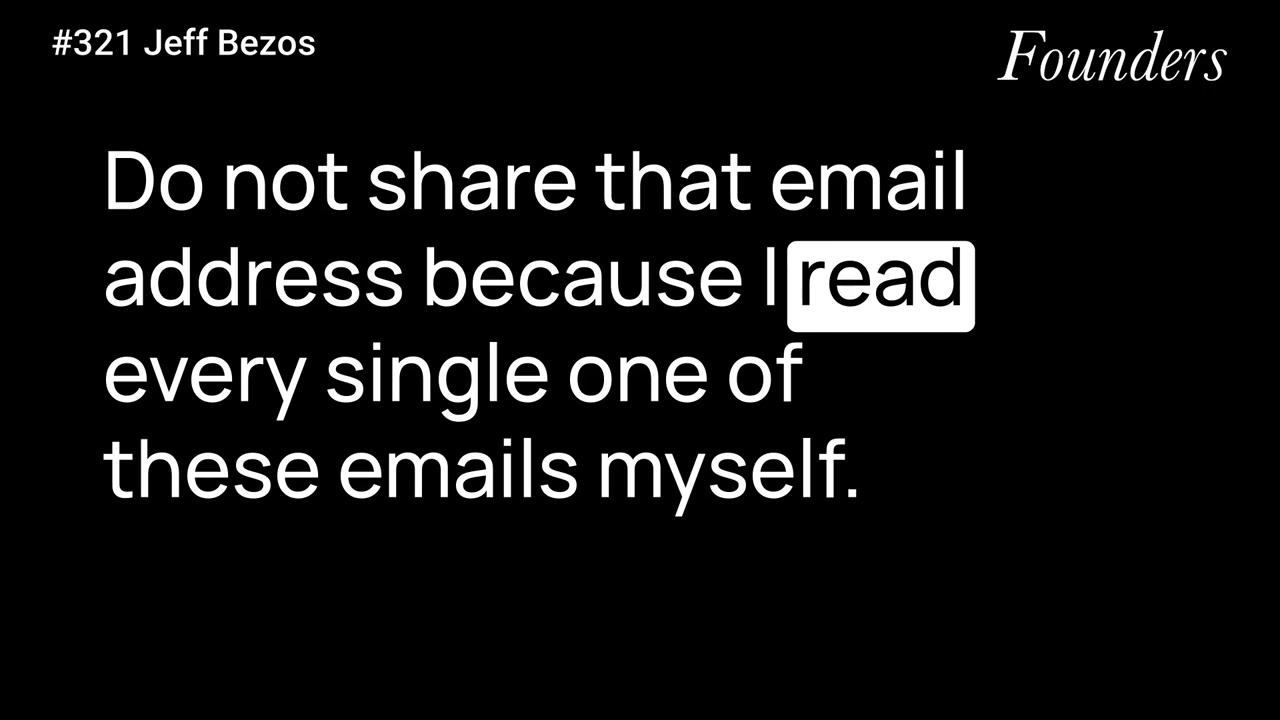 #321 Jeff Bezos
Founders
Do not share that email
address because I read
every single one of
these emails myself.